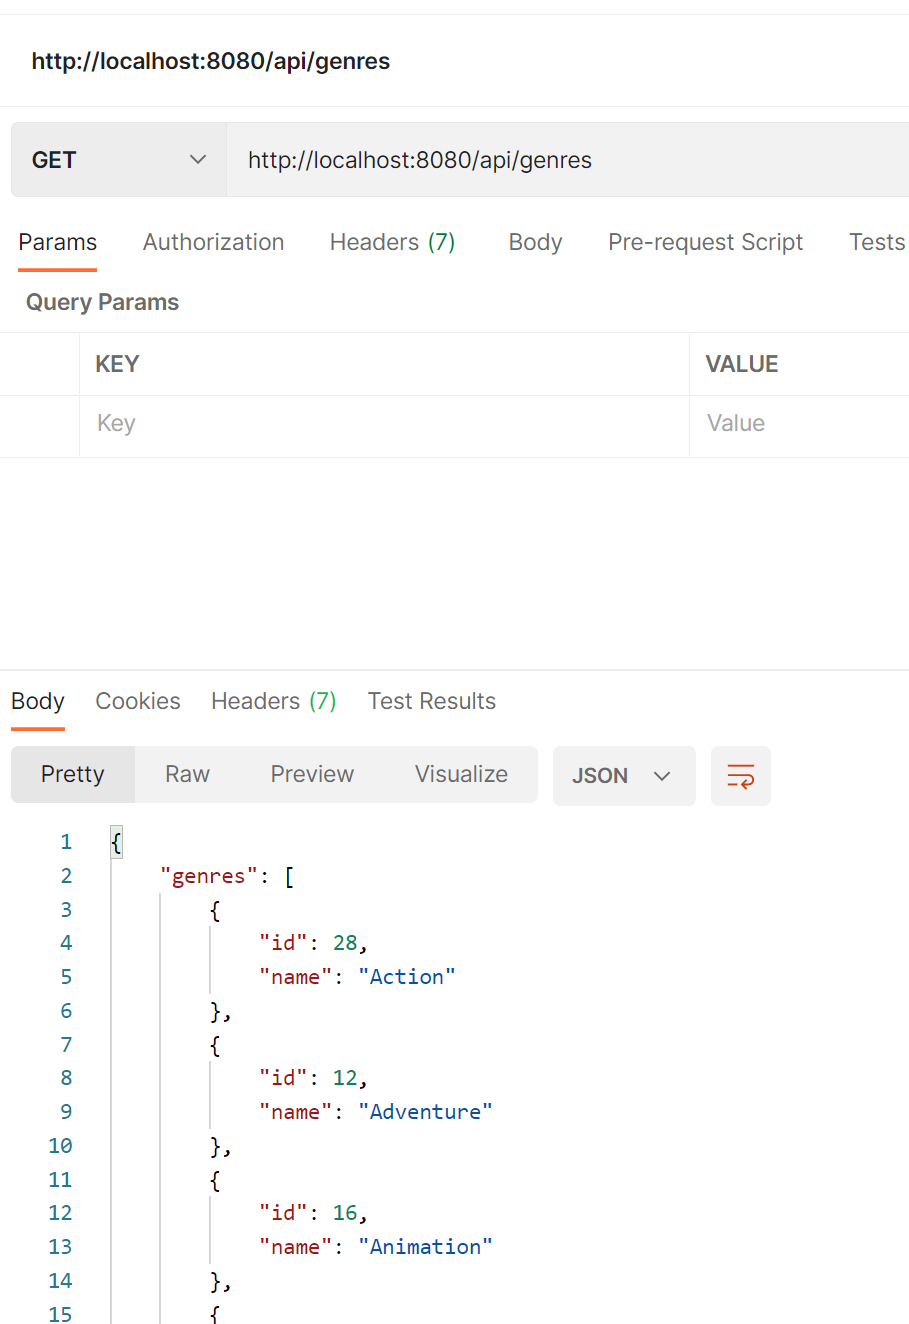 http://localhost:8080/api/genres
GET http://localhost:8080/api/genres
Params Authorization Headers (7) Body Pre-request Script Tests
Query Params
KEY VALUE
Key Value
Body Cookies Headers (7) Test Results
Pretty Raw Preview Visualize JSON
1 {
2 "genres": [
3 {
4 "id": 28,
5 "name": "Action"
6 },
7 {
8 "id": 12,
9 "name": "Adventure"
10 },
11 {
12 "id": 16,
13 "name": "Animation"
14 },
15 {